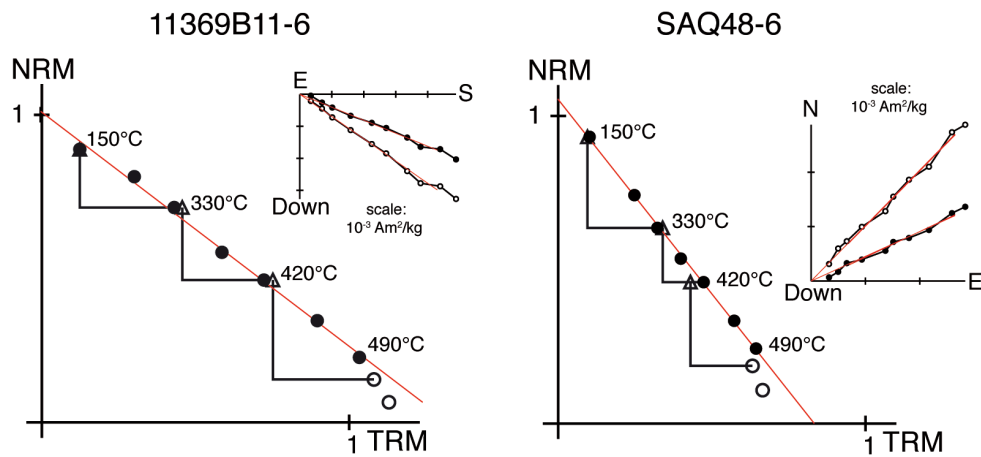 11369B11-6
NRM
1
150°C
330°C
420°C
490°C
1 TRM
E
S
Down
scale:
10⁻³ Am²/kg
SAQ48-6
NRM
1
150°C
330°C
420°C
490°C
1 TRM
scale:
10⁻³ Am²/kg
N
Down
E